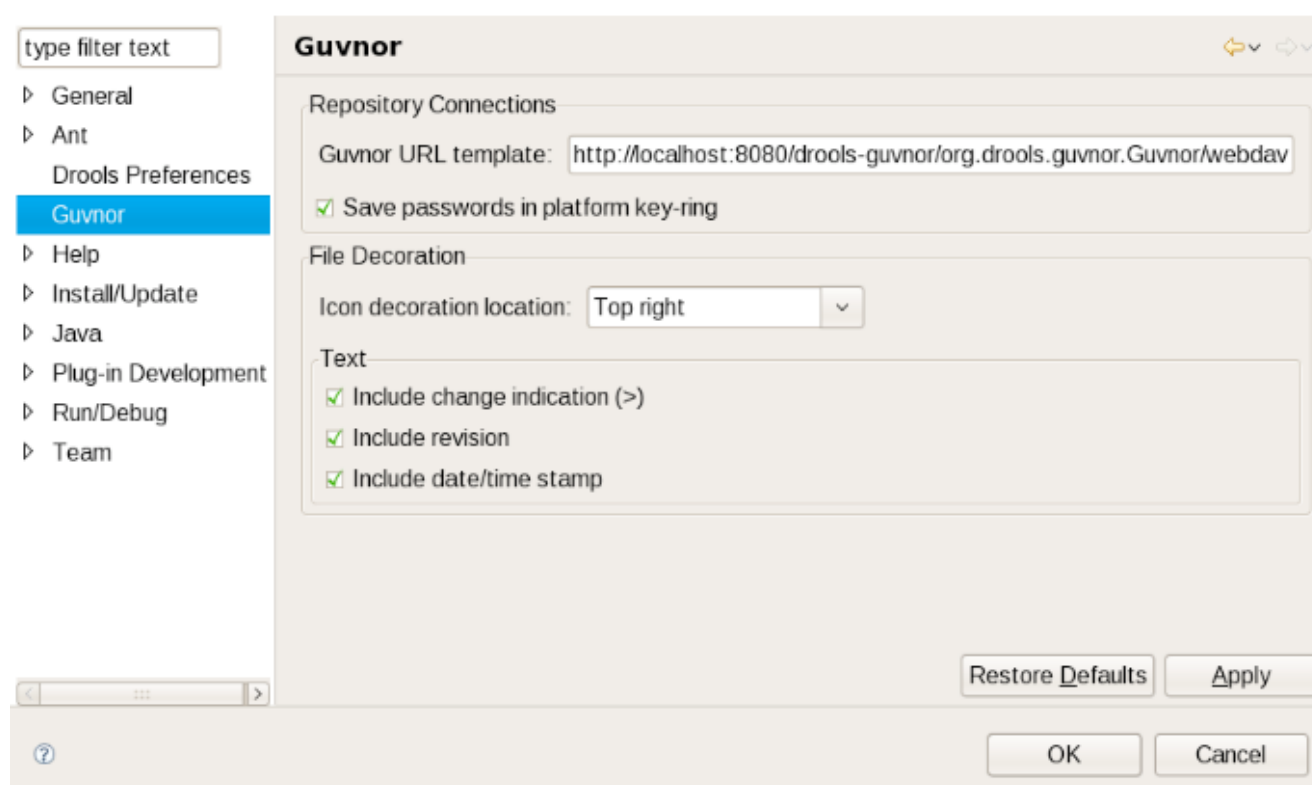 type filter text
General
Ant
Drools Preferences
Guvnor
Help
Install/Update
Java
Plug-in Development
Run/Debug
Team
Guvnor
Repository Connections
Guvnor URL template: http://localhost:8080/drools-guvnor/org.drools.guvnor.Guvnor/webdav
Save passwords in platform key-ring
File Decoration
Icon decoration location: Top right
Text
Include change indication (>)
Include revision
Include date/time stamp
Restore Defaults Apply
OK Cancel